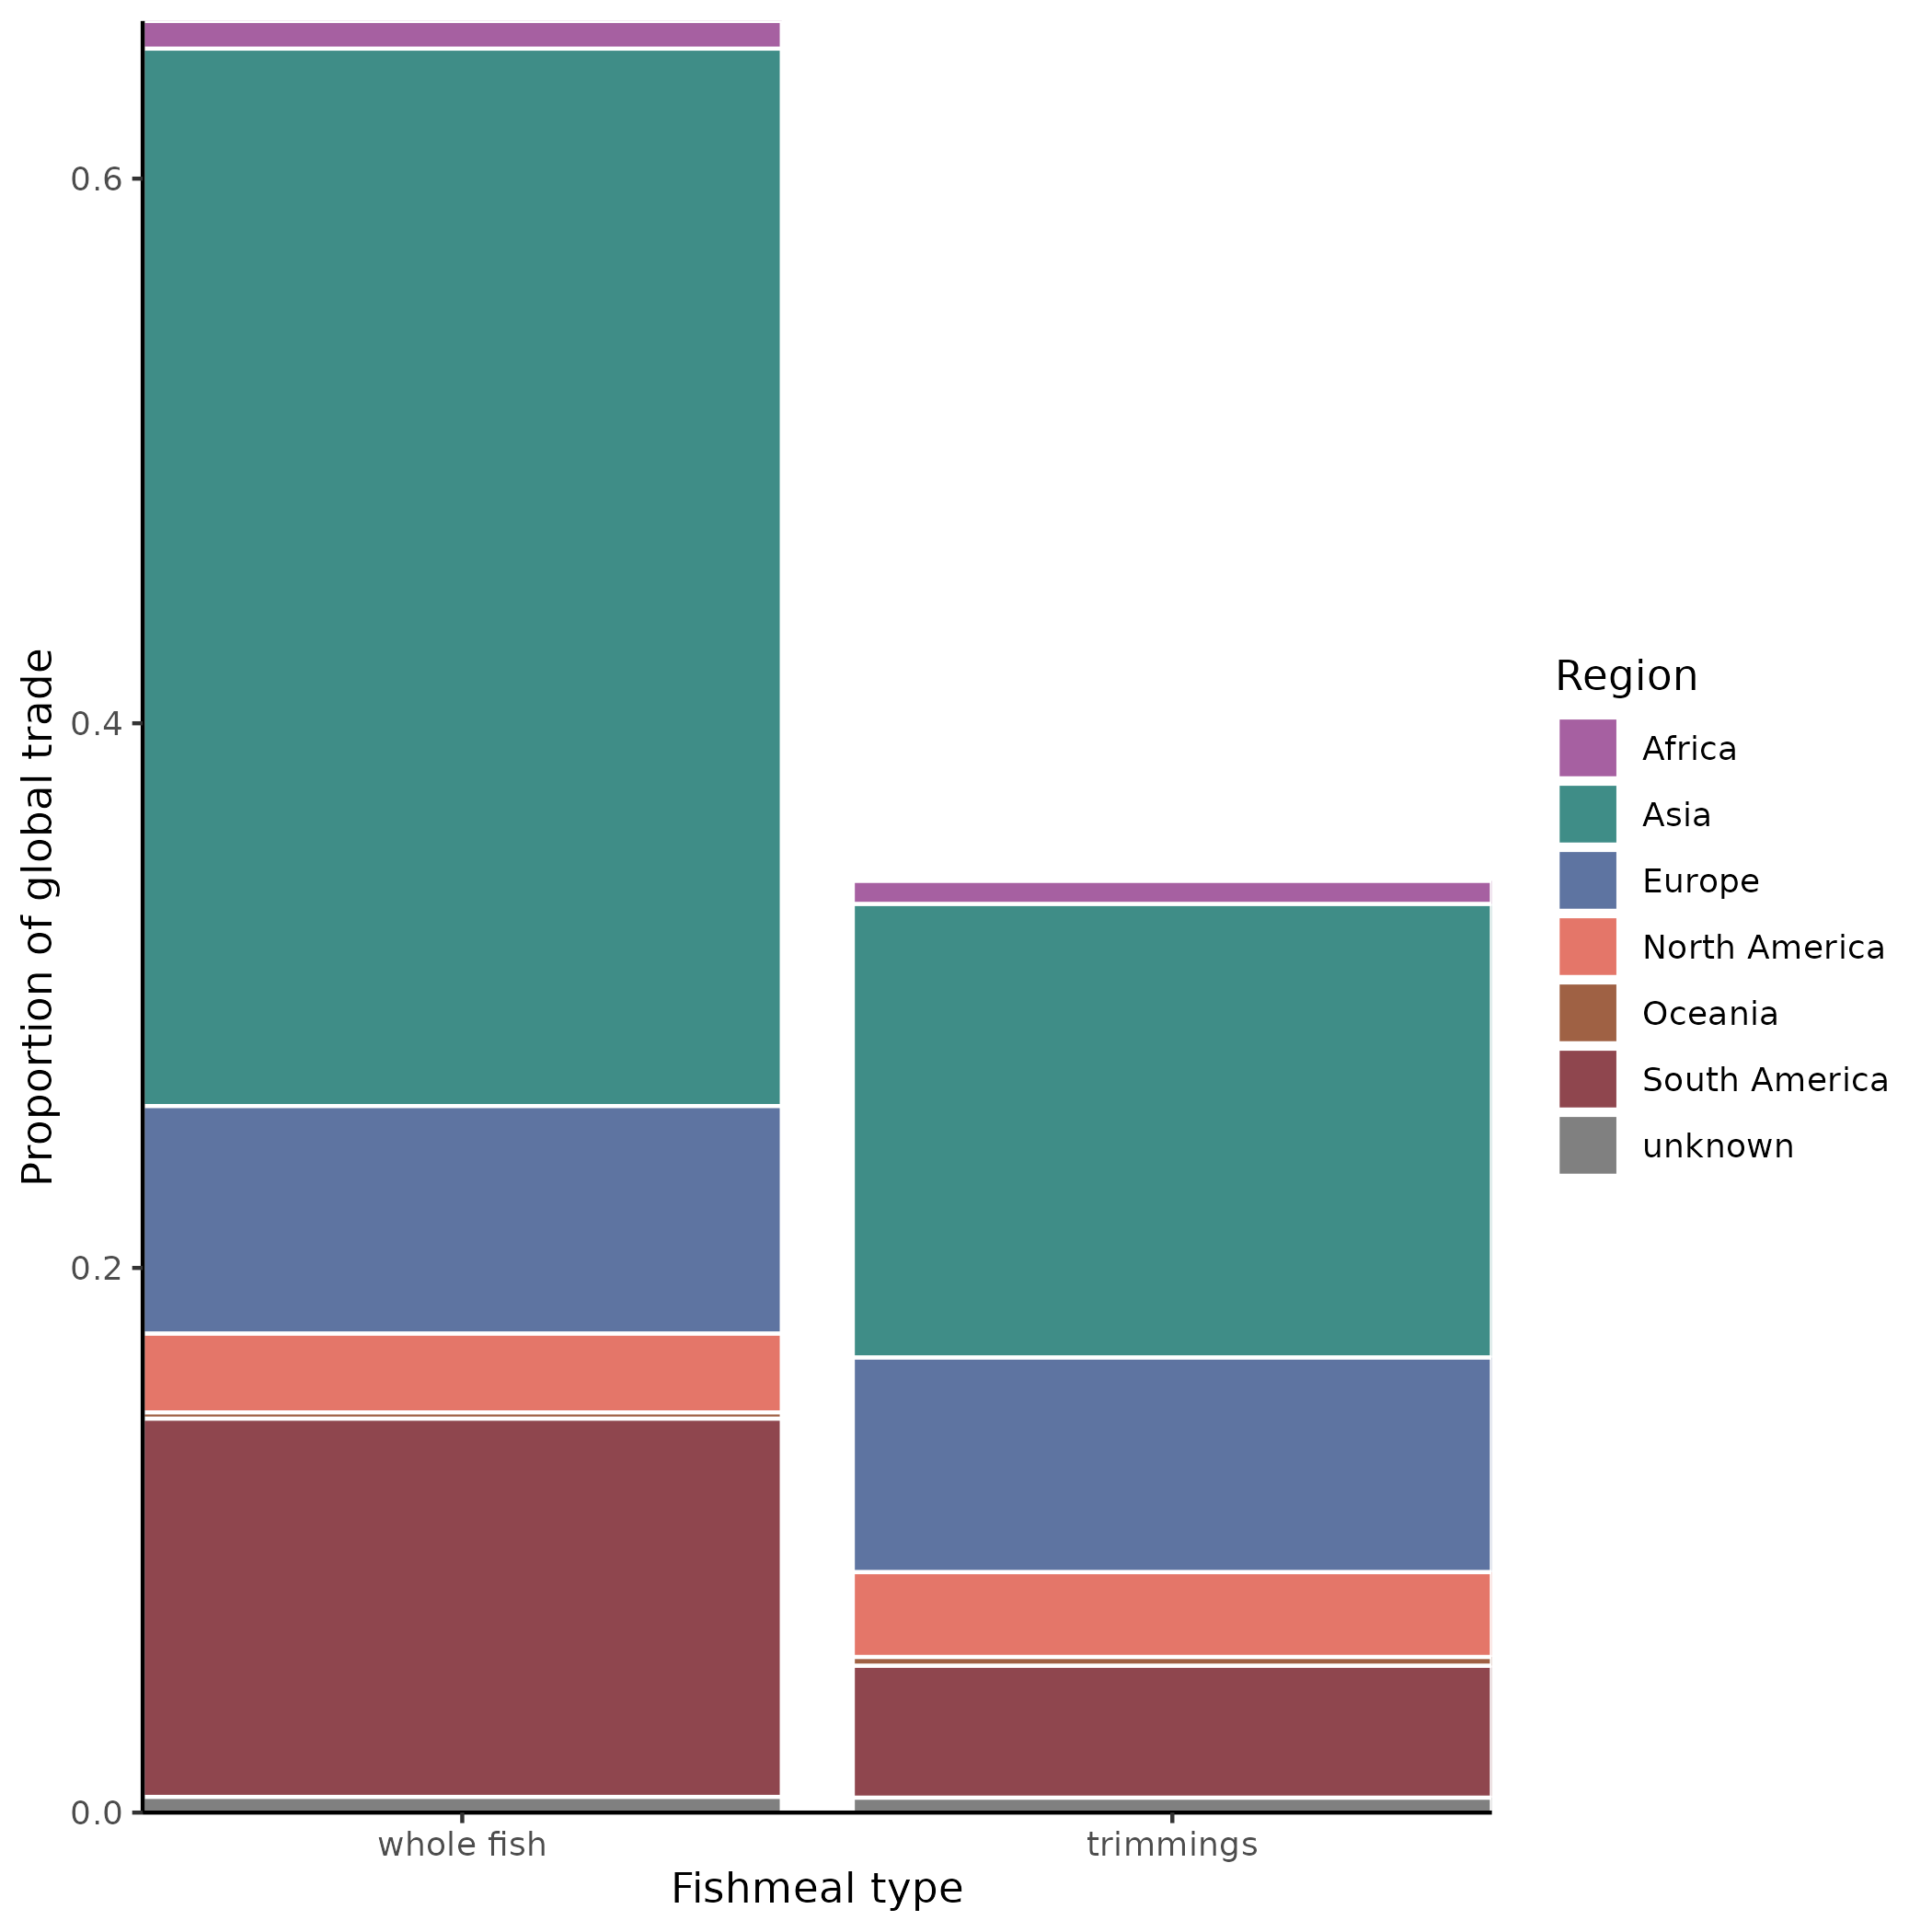 Proportion of global trade
0.6
0.4
0.2
0.0
whole fish
trimmings
Fishmeal type
Region
Africa
Asia
Europe
North America
Oceania
South America
unknown